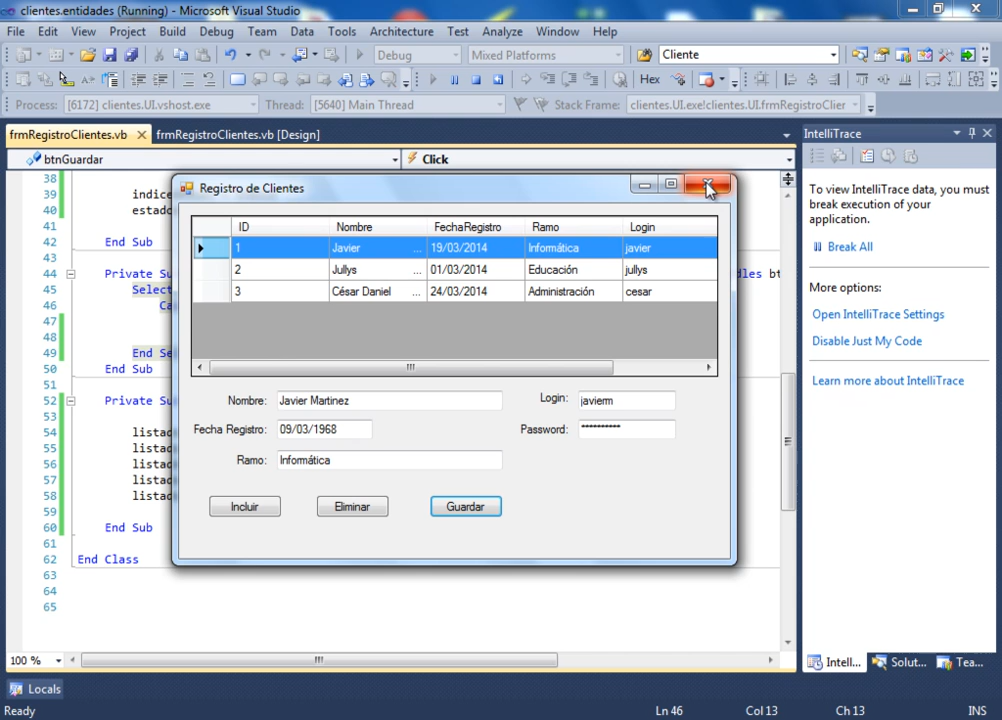 clientes.entidades (Running) - Microsoft Visual Studio
File Edit View Project Build Debug Team Data Tools Architecture Test Analyze Window Help
Debug Mixed Platforms Cliente
Hex
Process: [6172] clientes.UI.vshost.exe Thread: [5640] Main Thread Stack Frame: clientes.UI.exe!clientes.UI.frmRegistroClier
frmRegistroClientes.vb frmRegistroClientes.vb [Design]
btnGuardar Click
38
39 indice
40 estado
41
42 End Sub
43
44 Private Su dles bt
45 Select
46 Ca
47
48
49 End Se
50 End Sub
51
52 Private Su
53
54 listad
55 listad
56 listad
57 listad
58 listad
59
60 End Sub
61
62 End Class
63
64
65
100 %
Registro de Clientes
ID Nombre FechaRegistro Ramo Login
1 Javier ... 19/03/2014 Informática javier
2 Jullys ... 01/03/2014 Educación jullys
3 César Daniel ... 24/03/2014 Administración cesar
Nombre: Javier Martinez Login: javierm
Fecha Registro: 09/03/1968 Password: **********
Ramo: Informática
Incluir Eliminar Guardar
IntelliTrace
To view IntelliTrace data, you must
break execution of your
application.
Break All
More options:
Open IntelliTrace Settings
Disable Just My Code
Learn more about IntelliTrace
Intell... Solut... Tea...
Locals
Ready Ln 46 Col 13 Ch 13 INS